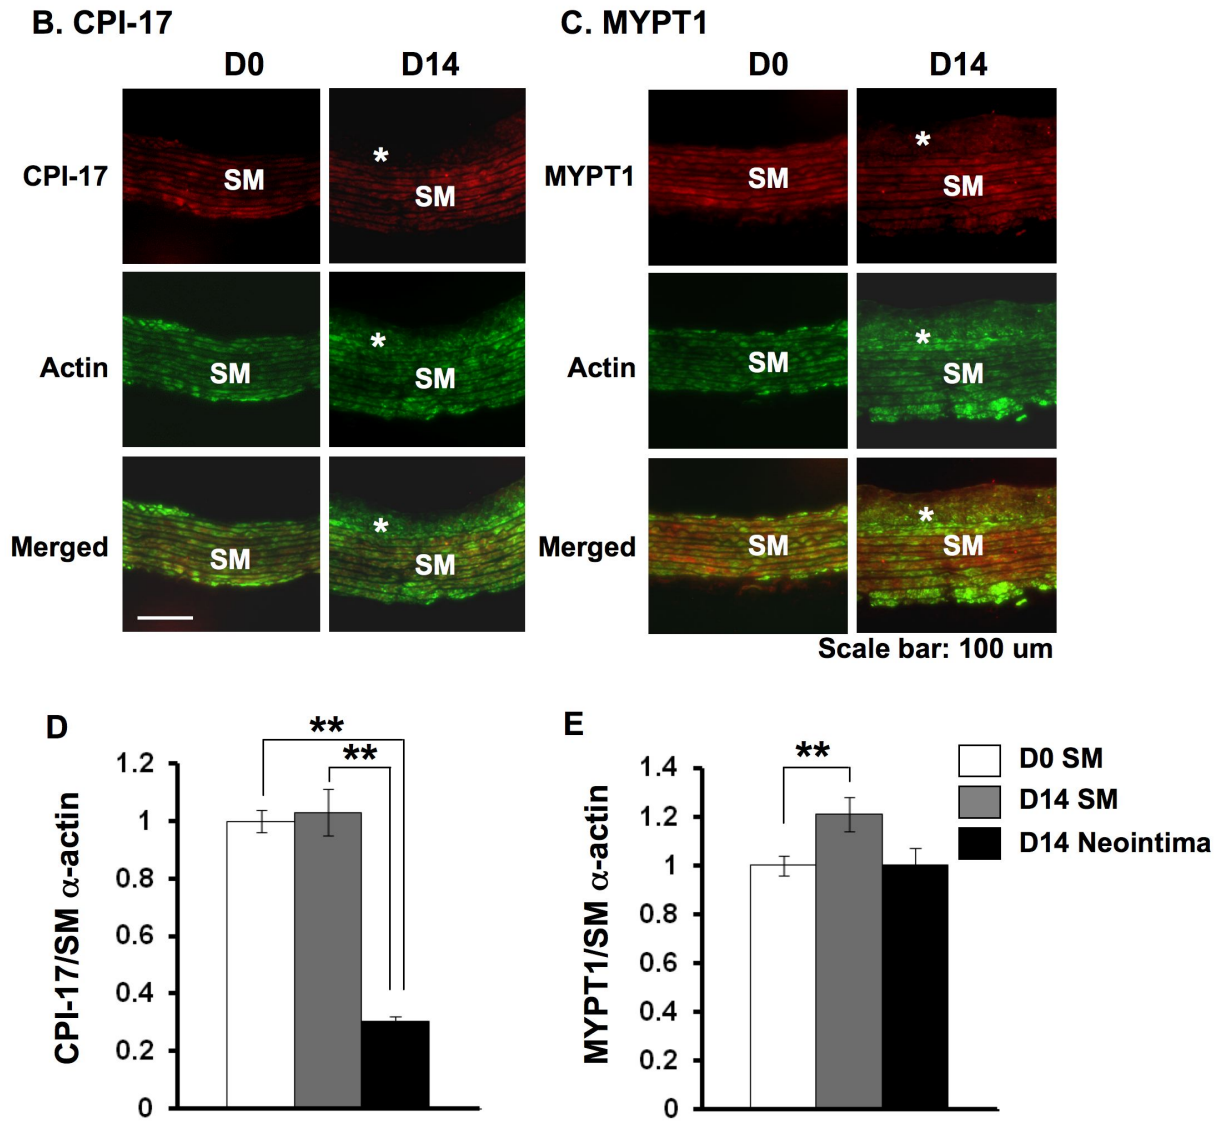 B. CPI-17
D0 D14
CPI-17 SM * SM
Actin SM * SM
Merged SM * SM
C. MYPT1
D0 D14
MYPT1 SM * SM
Actin SM * SM
Merged SM * SM
Scale bar: 100 um
D
CPI-17/SM α-actin
1.2
1
0.8
0.6
0.4
0.2
0
**
**
E
MYPT1/SM α-actin
1.4
1.2
1
0.8
0.6
0.4
0.2
0
**
D0 SM
D14 SM
D14 Neointima